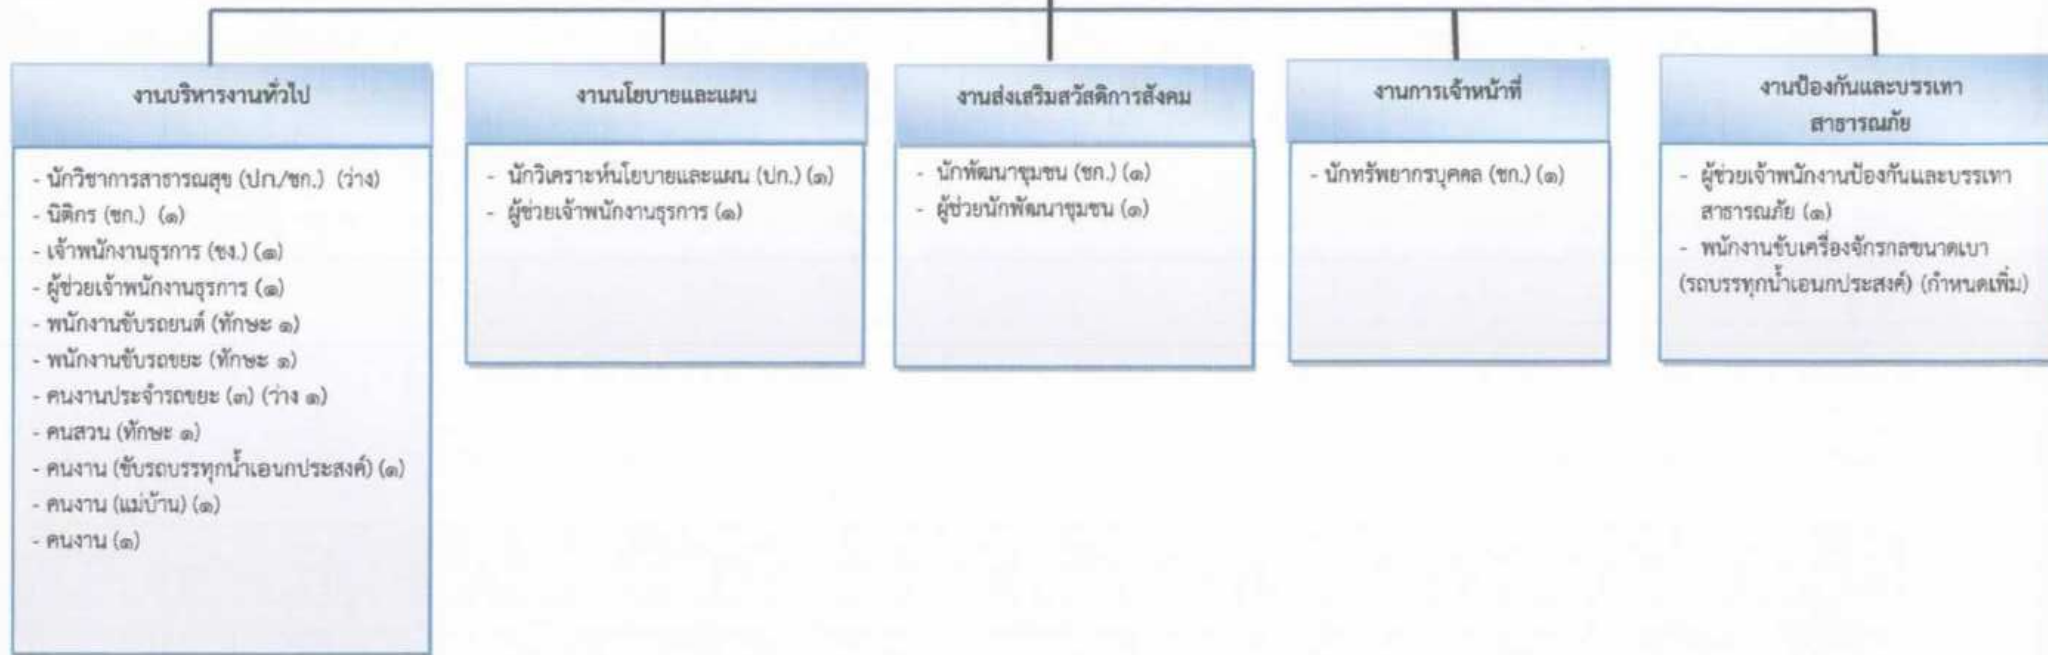 งานบริหารงานทั่วไป
- นักวิชาการสาธารณสุข (ปก./ชก.) (ว่าง)
- นิติกร (ชก.) (๑)
- เจ้าพนักงานธุรการ (ชง.) (๑)
- ผู้ช่วยเจ้าพนักงานธุรการ (๑)
- พนักงานขับรถยนต์ (ทักษะ ๑)
- พนักงานขับรถขยะ (ทักษะ ๑)
- คนงานประจำรถขยะ (๓) (ว่าง ๑)
- คนสวน (ทักษะ ๑)
- คนงาน (ขับรถบรรทุกน้ำเอนกประสงค์) (๑)
- คนงาน (แม่บ้าน) (๑)
- คนงาน (๑)
งานนโยบายและแผน
- นักวิเคราะห์นโยบายและแผน (ปก.) (๑)
- ผู้ช่วยเจ้าพนักงานธุรการ (๑)
งานส่งเสริมสวัสดิการสังคม
- นักพัฒนาชุมชน (ชก.) (๑)
- ผู้ช่วยนักพัฒนาชุมชน (๑)
งานการเจ้าหน้าที่
- นักทรัพยากรบุคคล (ชก.) (๑)
งานป้องกันและบรรเทา
สาธารณภัย
- ผู้ช่วยเจ้าพนักงานป้องกันและบรรเทา
สาธารณภัย (๑)
- พนักงานขับเครื่องจักรกลขนาดเบา
(รถบรรทุกน้ำเอนกประสงค์) (กำหนดเพิ่ม)